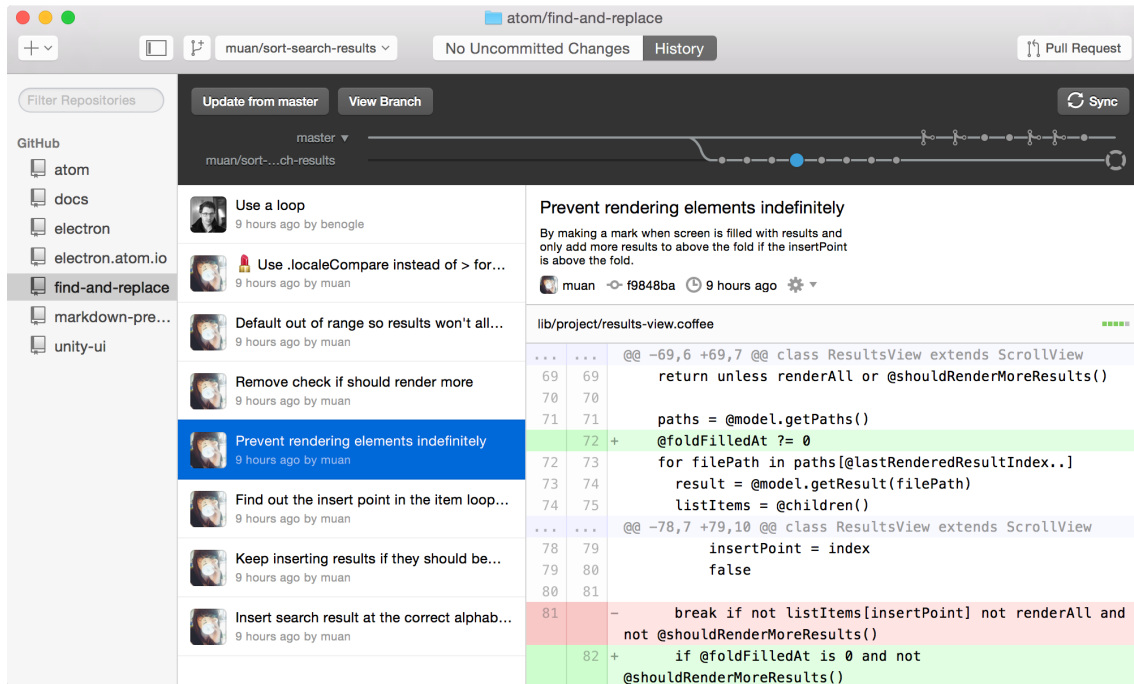 atom/find-and-replace
muan/sort-search-results
No Uncommitted Changes
History
Pull Request
Filter Repositories
GitHub
atom
docs
electron
electron.atom.io
find-and-replace
markdown-pre...
unity-ui
Update from master
View Branch
Sync
master
muan/sort-...ch-results
Use a loop
9 hours ago by benogle
💄 Use .localeCompare instead of > for...
9 hours ago by muan
Default out of range so results won't all...
9 hours ago by muan
Remove check if should render more
9 hours ago by muan
Prevent rendering elements indefinitely
9 hours ago by muan
Find out the insert point in the item loop...
9 hours ago by muan
Keep inserting results if they should be...
9 hours ago by muan
Insert search result at the correct alphab...
9 hours ago by muan
Prevent rendering elements indefinitely
By making a mark when screen is filled with results and
only add more results to above the fold if the insertPoint
is above the fold.
muan f9848ba 9 hours ago
lib/project/results-view.coffee
... ... @@ -69,6 +69,7 @@ class ResultsView extends ScrollView
69 69 return unless renderAll or @shouldRenderMoreResults()
70 70
71 71 paths = @model.getPaths()
72 + @foldFilledAt ?= 0
72 73 for filePath in paths[@lastRenderedResultIndex..]
73 74 result = @model.getResult(filePath)
74 75 listItems = @children()
... ... @@ -78,7 +79,10 @@ class ResultsView extends ScrollView
78 79 insertPoint = index
79 80 false
80 81
81 - break if not listItems[insertPoint] not renderAll and
not @shouldRenderMoreResults()
82 + if @foldFilledAt is 0 and not
@shouldRenderMoreResults()